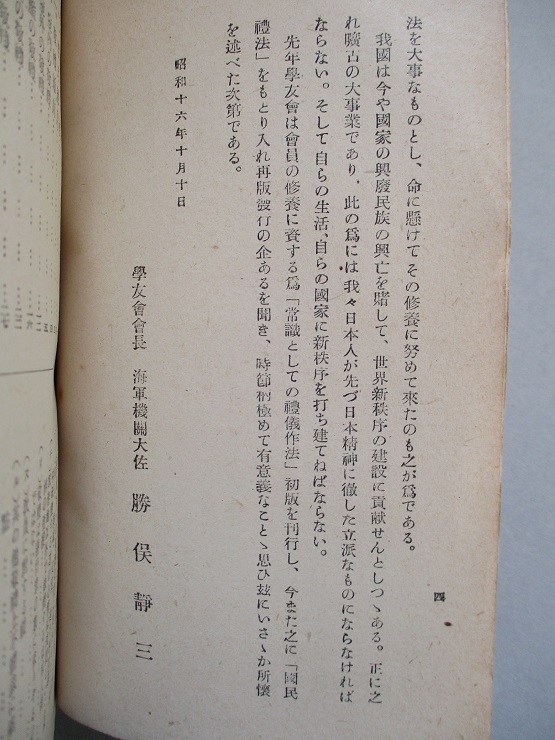 法を大事なものとし、命に懸けてその修養に努めて來たのも之が爲である。
我國は今や國家の興廢民族の興亡を賭して、世界新秩序の建設に貢献せんとしつゝある。正に之
れ曠古の大事業であり、此の爲には我々日本人が先づ日本精神に徹した立派なものにならなければ
ならない。そして自らの生活、自らの國家に新秩序を打ち建てねばならない。
先年學友會は會員の修養に資する爲「常識としての禮儀作法」初版を刊行し、今また之に「國民
禮法」をもとり入れ再版發行の企あるを聞き、時節柄極めて有意義なことゝ思ひ玆にいさゝか所懷
を述べた次第である。
昭和十六年十月十日
學友會會長 海軍機關大佐 勝俣靜三
四